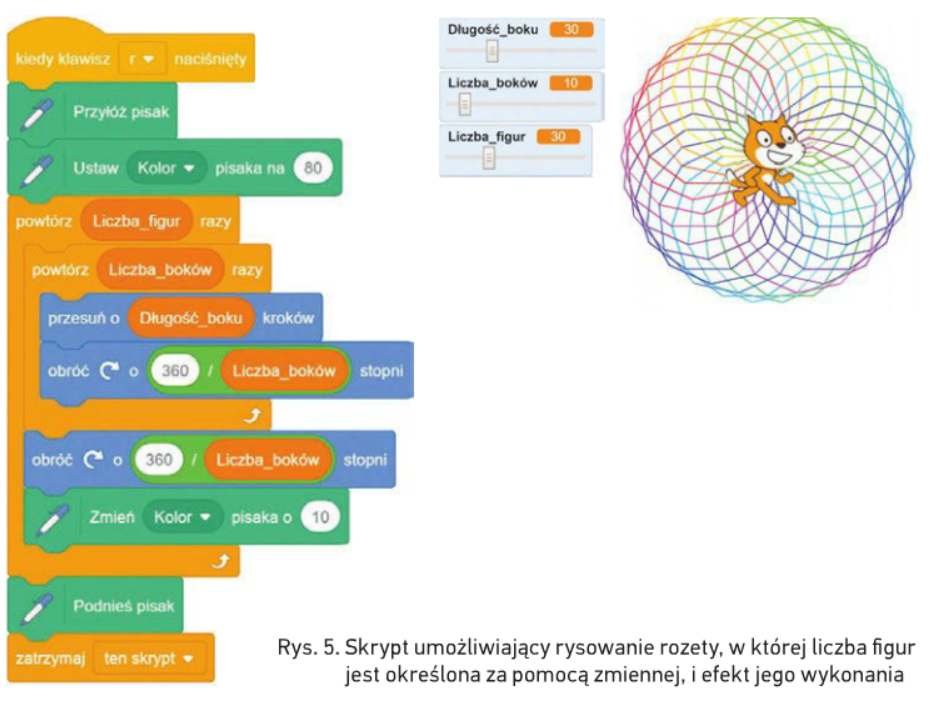 kiedy klawisz r naciśnięty
Przyłóż pisak
Ustaw Kolor pisaka na 80
powtórz Liczba_figur razy
powtórz Liczba_boków razy
przesuń o Długość_boku kroków
obróć o 360 / Liczba_boków stopni
obróć o 360 / Liczba_boków stopni
Zmień Kolor pisaka o 10
Podnieś pisak
zatrzymaj ten skrypt
Długość_boku 30
Liczba_boków 10
Liczba_figur 30
Rys. 5. Skrypt umożliwiający rysowanie rozety, w której liczba figur
jest określona za pomocą zmiennej, i efekt jego wykonania